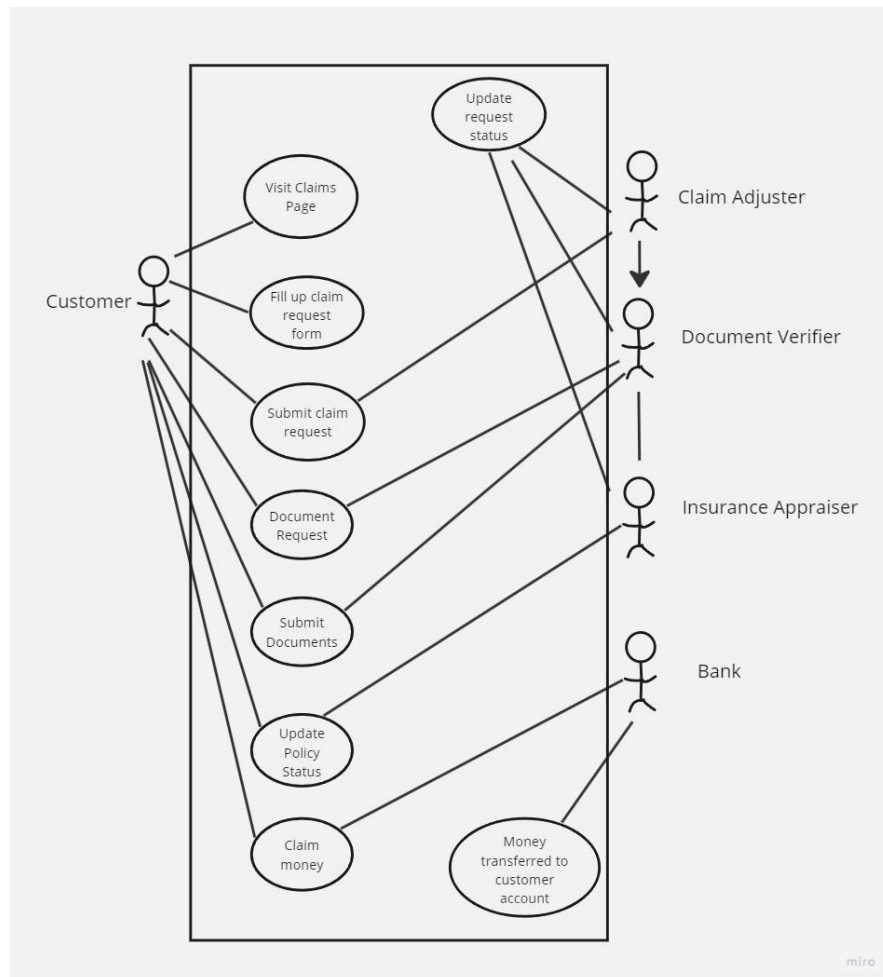 Update
request
status
Visit Claims
Page
Claim Adjuster
Customer
Fill up claim
request
form
Document Verifier
Submit claim
request
Document
Request
Insurance Appraiser
Submit
Documents
Bank
Update
Policy
Status
Claim
money
Money
transferred to
customer
account
miro